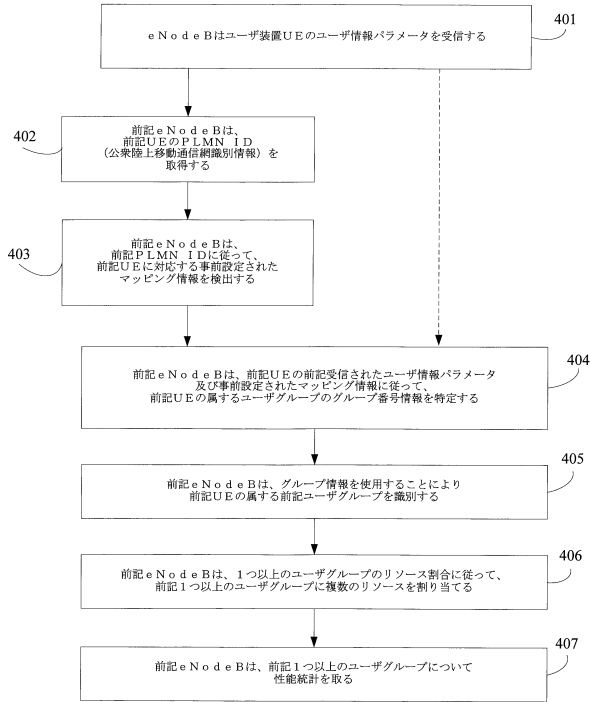 401
ｅＮｏｄｅＢはユーザ装置ＵＥのユーザ情報パラメータを受信する
402
前記ｅＮｏｄｅＢは、
前記ＵＥのＰＬＭＮ　ＩＤ
（公衆陸上移動通信網識別情報）を
取得する
403
前記ｅＮｏｄｅＢは、
前記ＰＬＭＮ　ＩＤに従って、
前記ＵＥに対応する事前設定された
マッピング情報を検出する
404
前記ｅＮｏｄｅＢは、前記ＵＥの前記受信されたユーザ情報パラメータ
及び事前設定されたマッピング情報に従って、
前記ＵＥの属するユーザグループのグループ番号情報を特定する
405
前記ｅＮｏｄｅＢは、グループ情報を使用することにより
前記ＵＥの属する前記ユーザグループを識別する
406
前記ｅＮｏｄｅＢは、１つ以上のユーザグループのリソース割合に従って、
前記１つ以上のユーザグループに複数のリソースを割り当てる
407
前記ｅＮｏｄｅＢは、前記１つ以上のユーザグループについて
性能統計を取る